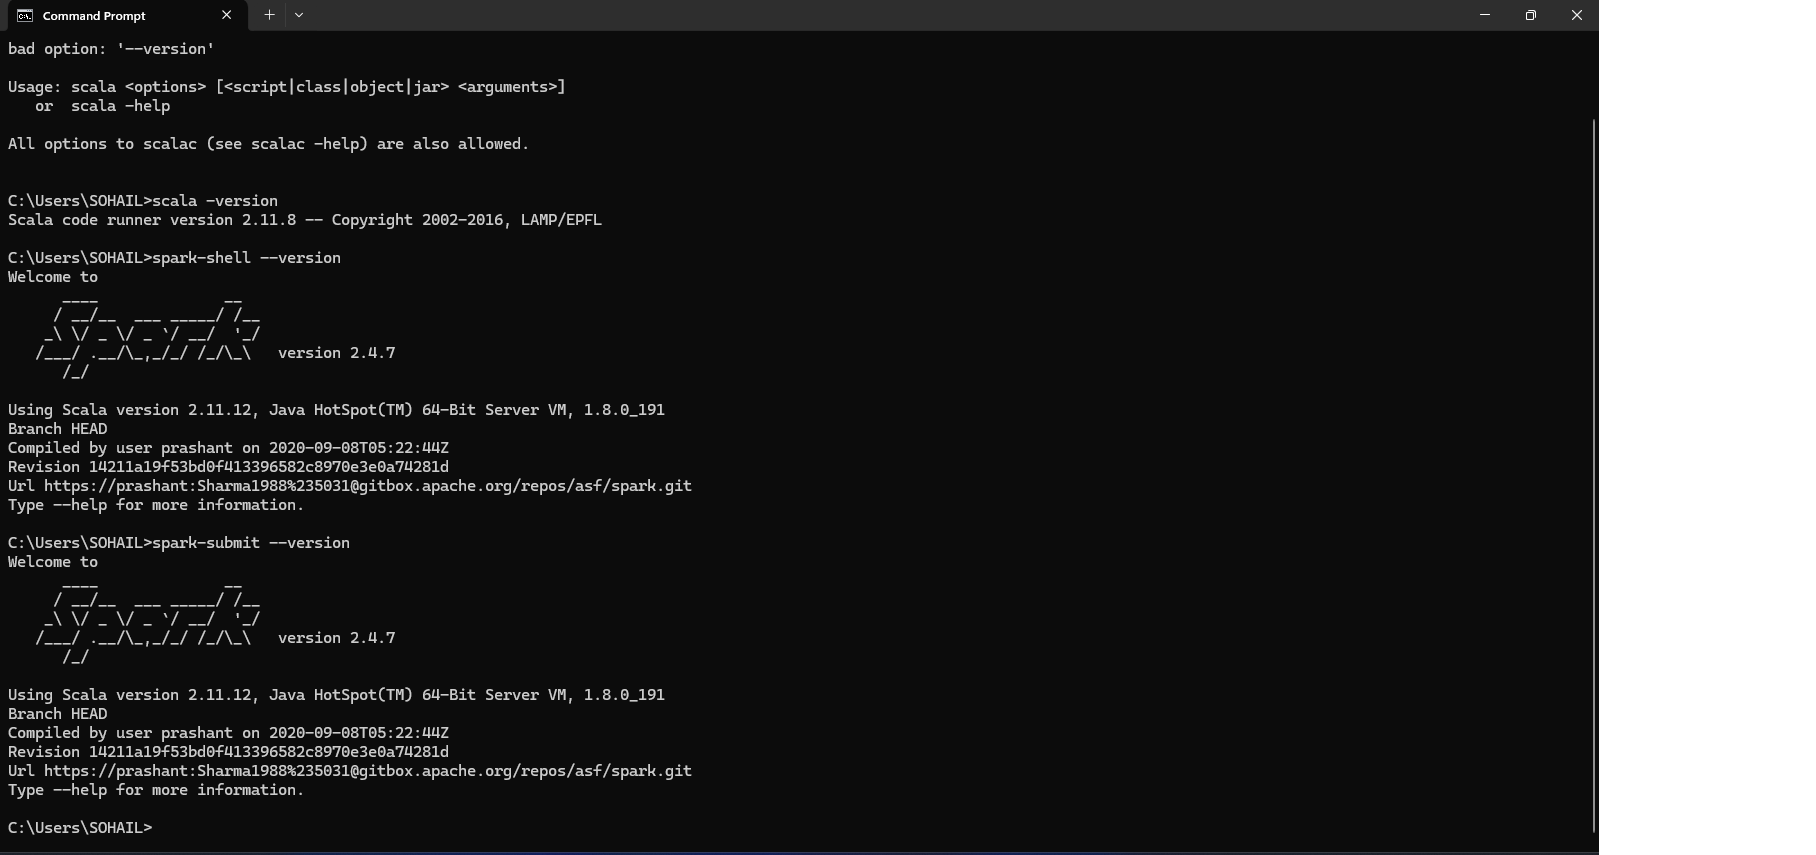 Command Prompt
bad option: '--version'
Usage: scala <options> [<script|class|object|jar> <arguments>]
   or  scala -help
All options to scalac (see scalac -help) are also allowed.
C:\Users\SOHAIL>scala -version
Scala code runner version 2.11.8 -- Copyright 2002-2016, LAMP/EPFL
C:\Users\SOHAIL>spark-shell --version
Welcome to
      ____              __
     / __/__  ___ _____/ /__
    _\ \/ _ \/ _ `/ __/  '_/
   /___/ .__/\_,_/_/ /_/\_\   version 2.4.7
      /_/
Using Scala version 2.11.12, Java HotSpot(TM) 64-Bit Server VM, 1.8.0_191
Branch HEAD
Compiled by user prashant on 2020-09-08T05:22:44Z
Revision 14211a19f53bd0f413396582c8970e3e0a74281d
Url https://prashant:Sharma1988%235031@gitbox.apache.org/repos/asf/spark.git
Type --help for more information.
C:\Users\SOHAIL>spark-submit --version
Welcome to
      ____              __
     / __/__  ___ _____/ /__
    _\ \/ _ \/ _ `/ __/  '_/
   /___/ .__/\_,_/_/ /_/\_\   version 2.4.7
      /_/
Using Scala version 2.11.12, Java HotSpot(TM) 64-Bit Server VM, 1.8.0_191
Branch HEAD
Compiled by user prashant on 2020-09-08T05:22:44Z
Revision 14211a19f53bd0f413396582c8970e3e0a74281d
Url https://prashant:Sharma1988%235031@gitbox.apache.org/repos/asf/spark.git
Type --help for more information.
C:\Users\SOHAIL>